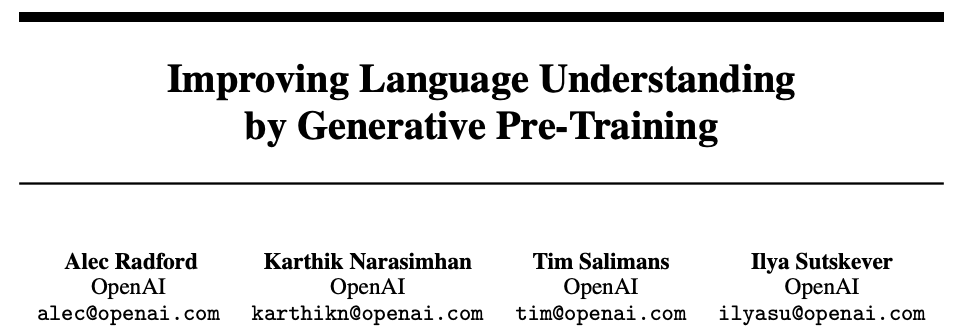 Improving Language Understanding
by Generative Pre-Training
Alec Radford
OpenAI
alec@openai.com
Karthik Narasimhan
OpenAI
karthikn@openai.com
Tim Salimans
OpenAI
tim@openai.com
Ilya Sutskever
OpenAI
ilyasu@openai.com